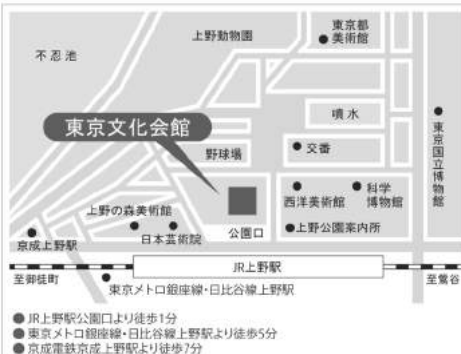 不忍池
上野動物園
東京都
美術館
噴水
東京文化会館
野球場
交番
東京国立博物館
西洋美術館
科学
博物館
上野の森美術館
日本芸術院
公園口
上野公園案内所
京成上野駅
JR上野駅
至御徒町
至鶯谷
東京メトロ銀座線・日比谷線上野駅
●JR上野駅公園口より徒歩1分
●東京メトロ銀座線・日比谷線上野駅より徒歩5分
●京成電鉄京成上野駅より徒歩7分